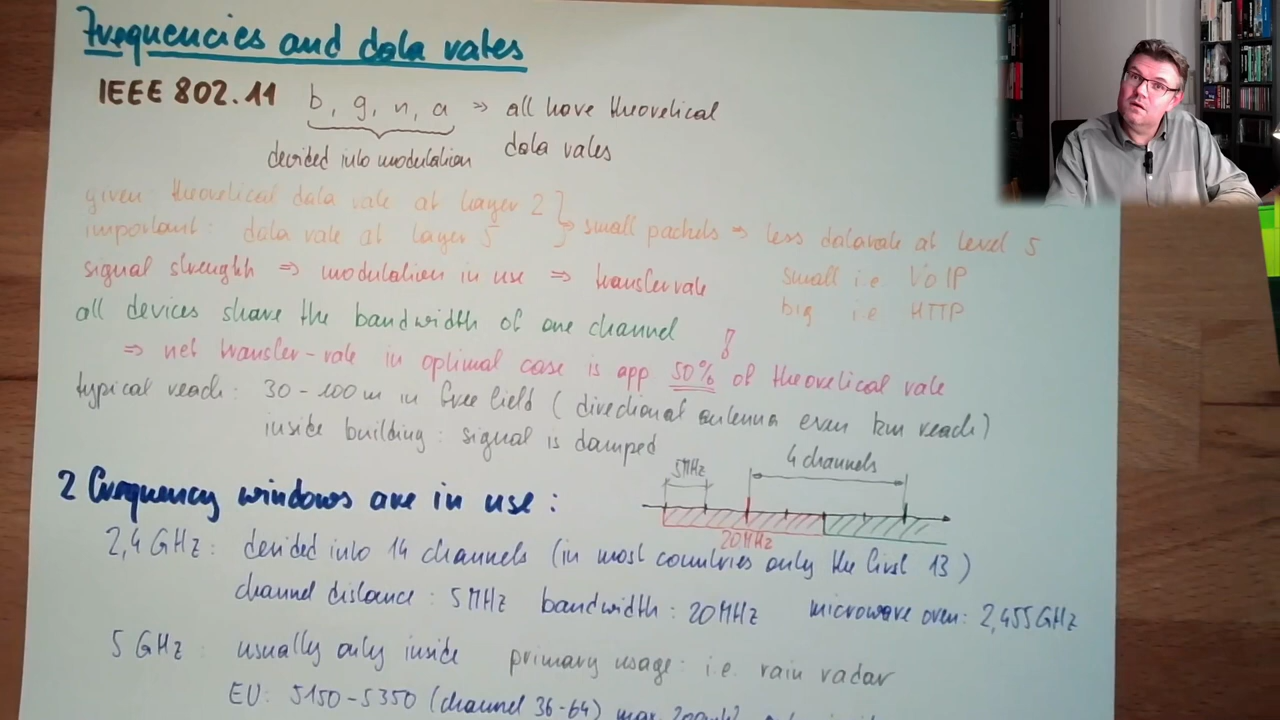 Frequencies and data rates
IEEE 802.11 b, g, n, a => all have theoretical
decided into modulation data rates
given: theoretical data rate at layer 2
important: data rate at layer 5 => small packets => less datarate at level 5
signal strength => modulation in use => transferrate small i.e. VoIP
all devices share the bandwidth of one channel big i.e. HTTP
=> net transfer-rate in optimal case is app 50% of theoretical rate
typical reach: 30-100m in free field (directional antenna even km reach)
inside building: signal is damped
5MHz 4 channels
2 frequency windows are in use:
20MHz
2,4 GHz: decided into 14 channels (in most countries only the first 13)
channel distance: 5MHz bandwidth: 20MHz microwave oven: 2,455GHz
5 GHz: usually only inside primary usage: i.e. rain radar
EU: 5150-5350 (channel 36-64) max. 200mW